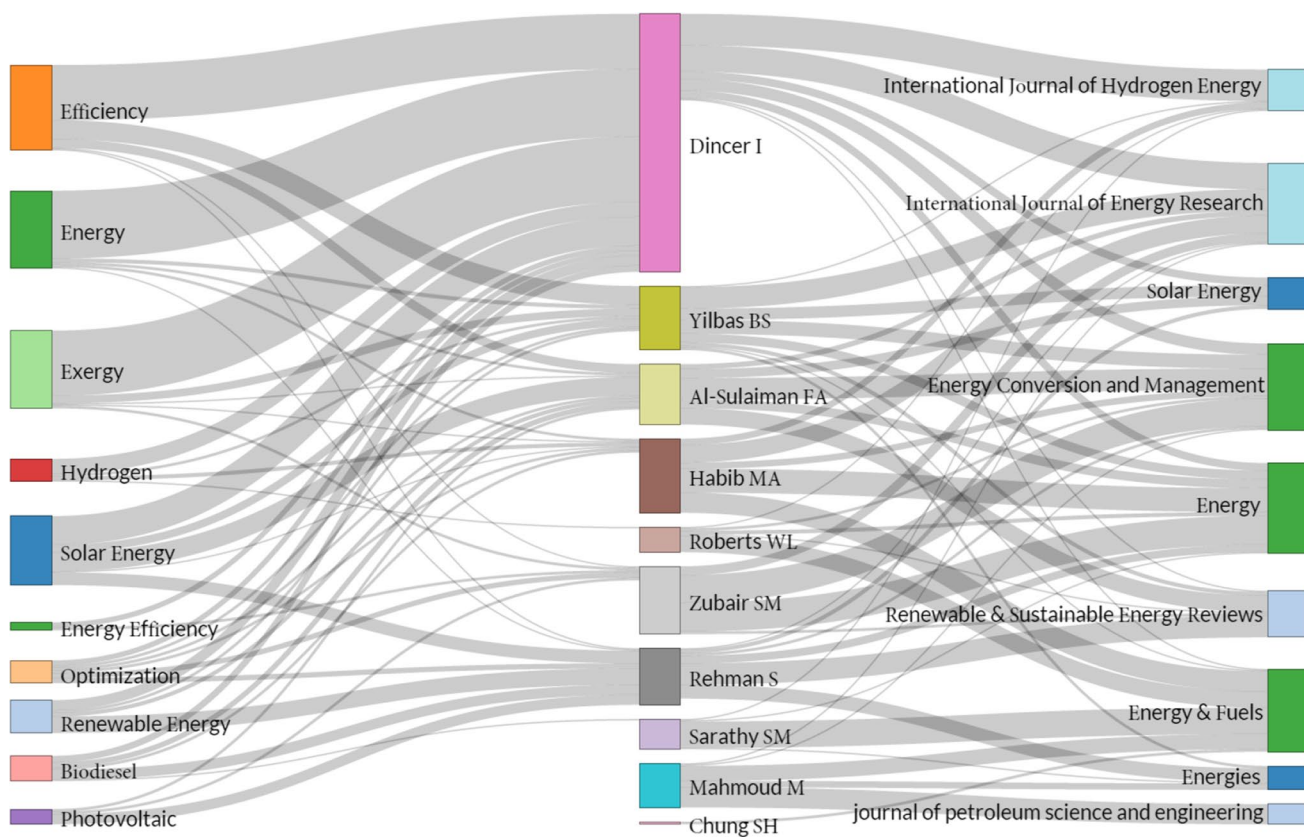 Efficiency
Energy
Exergy
Hydrogen
Solar Energy
Energy Efficiency
Optimization
Renewable Energy
Biodiesel
Photovoltaic
Dincer I
Yilbas BS
Al-Sulaiman FA
Habib MA
Roberts WL
Zubair SM
Rehman S
Sarathy SM
Mahmoud M
Chung SH
International Journal of Hydrogen Energy
International Journal of Energy Research
Solar Energy
Energy Conversion and Management
Energy
Renewable & Sustainable Energy Reviews
Energy & Fuels
Energies
journal of petroleum science and engineering